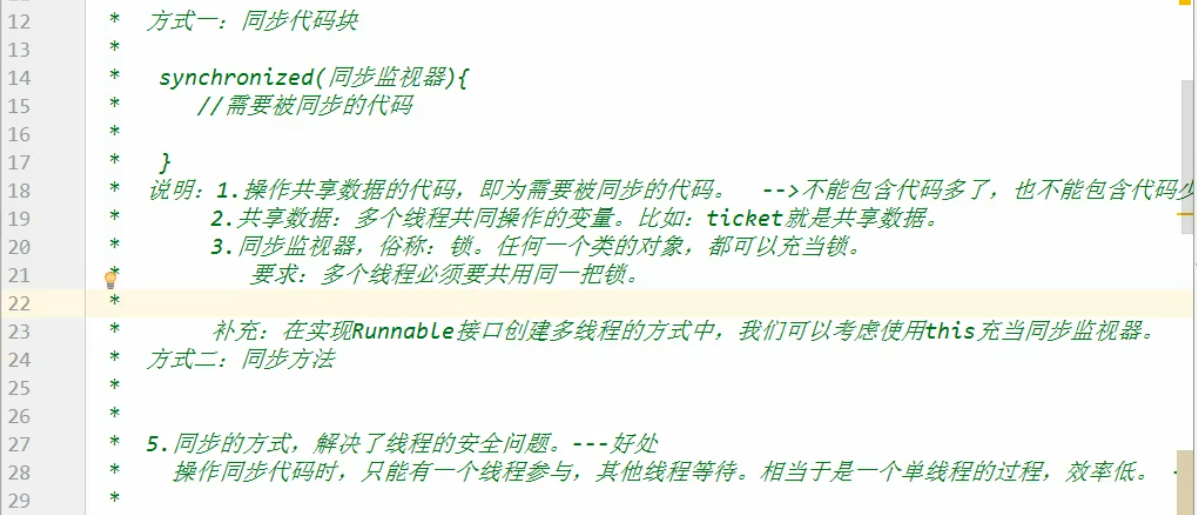 12 * 方式一：同步代码块
13 *
14 * synchronized(同步监视器){
15 * //需要被同步的代码
16 *
17 * }
18 * 说明：1.操作共享数据的代码，即为需要被同步的代码。 -->不能包含代码多了，也不能包含代码少
19 * 2.共享数据：多个线程共同操作的变量。比如：ticket就是共享数据。
20 * 3.同步监视器，俗称：锁。任何一个类的对象，都可以充当锁。
21 * 要求：多个线程必须要共用同一把锁。
22 *
23 * 补充：在实现Runnable接口创建多线程的方式中，我们可以考虑使用this充当同步监视器。
24 * 方式二：同步方法
25 *
26 *
27 * 5.同步的方式，解决了线程的安全问题。---好处
28 * 操作同步代码时，只能有一个线程参与，其他线程等待。相当于是一个单线程的过程，效率低。 -
29 *